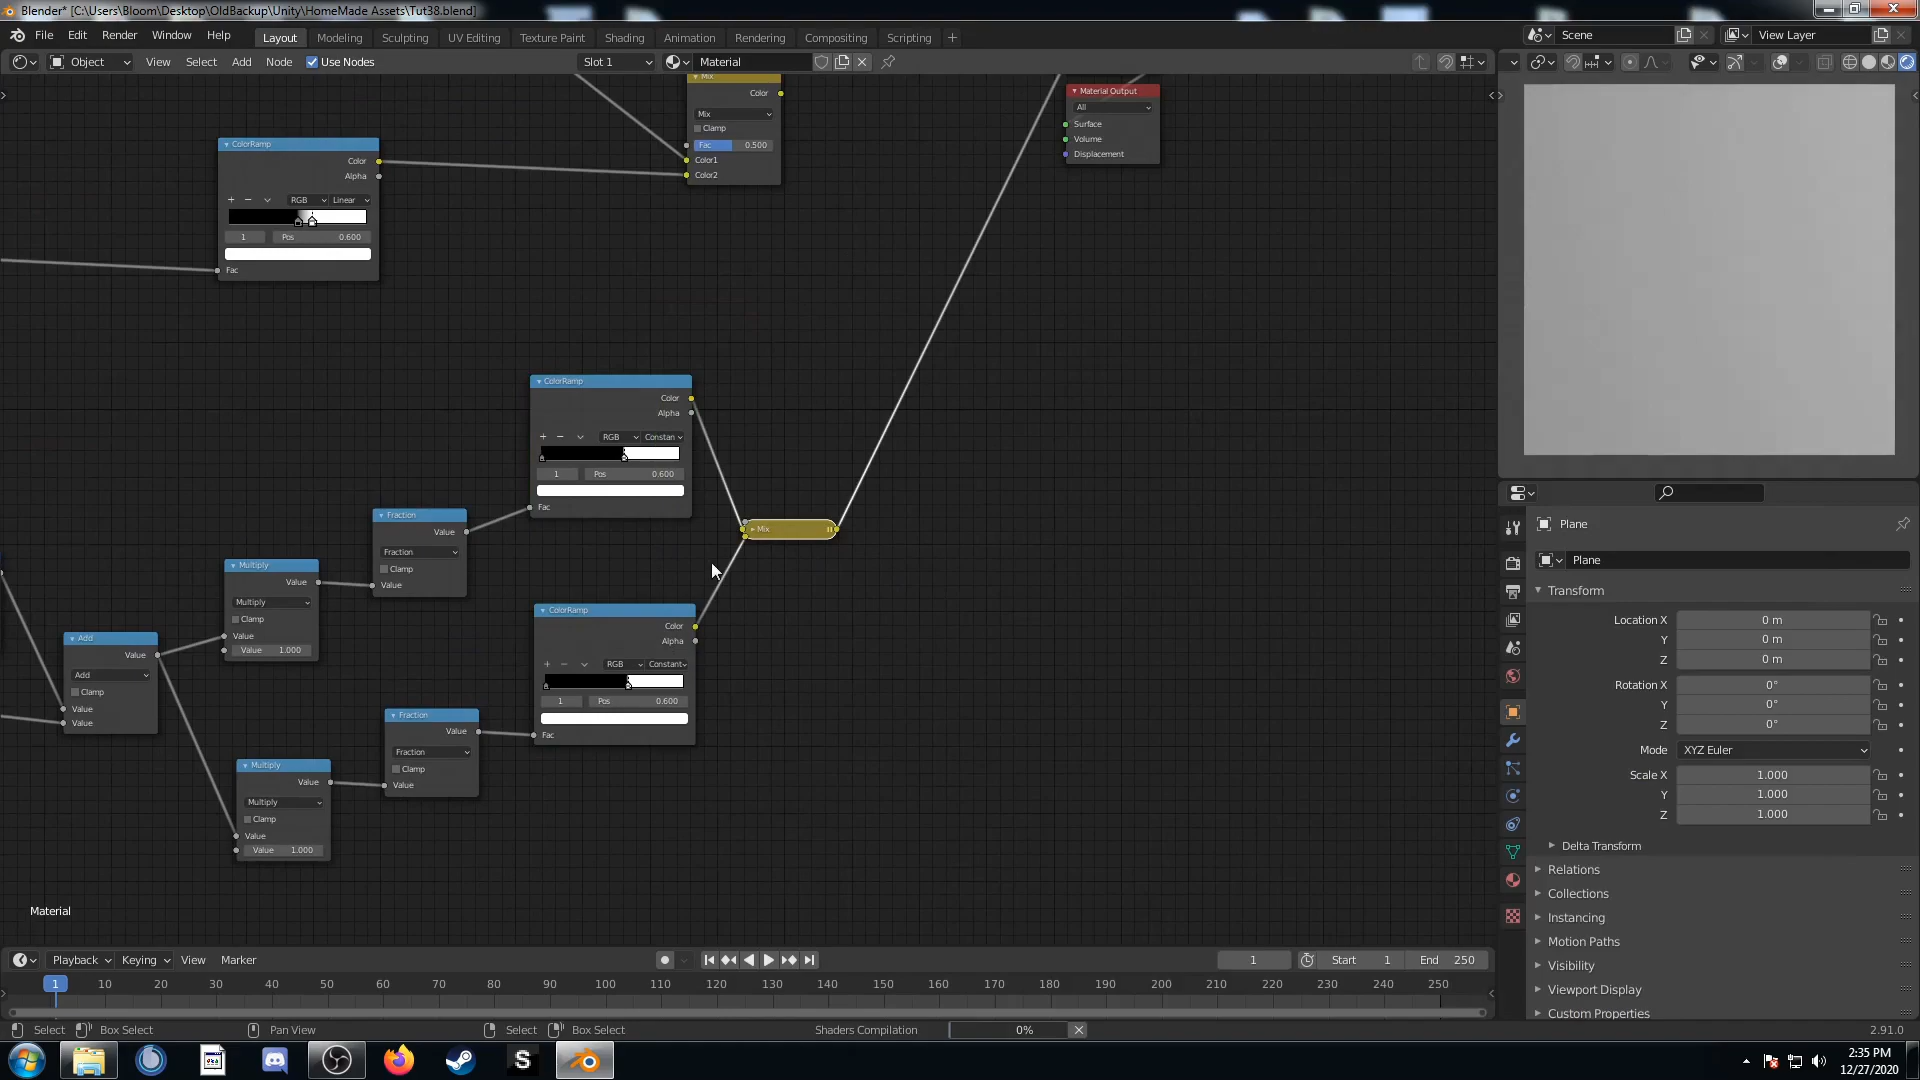 Blender* [C:\Users\Bloom\Desktop\OldBackup\Unity\HomeMade Assets\Tut38.blend]
File Edit Render Window Help Layout Modeling Sculpting UV Editing Texture Paint Shading Animation Rendering Compositing Scripting + Scene View Layer
Object View Select Add Node Use Nodes Slot 1 Material
Mix
Color
Mix
Clamp
Fac 0.500
Color1
Color2
Material Output
All
Surface
Volume
Displacement
ColorRamp
Color
Alpha
RGB Linear
1 Pos 0.600
Fac
ColorRamp
Color
Alpha
RGB Constan
1 Pos 0.600
Fac
Fraction
Value
Fraction
Clamp
Value
Mix
Multiply
Value
Multiply
Clamp
Value
Value 1.000
ColorRamp
Color
Alpha
RGB Constant
1 Pos 0.600
Fac
Add
Value
Add
Clamp
Value
Value
Fraction
Value
Fraction
Clamp
Value
Multiply
Value
Multiply
Clamp
Value
Value 1.000
Material
Plane
Plane
Transform
Location X 0 m
Y 0 m
Z 0 m
Rotation X 0°
Y 0°
Z 0°
Mode XYZ Euler
Scale X 1.000
Y 1.000
Z 1.000
Delta Transform
Relations
Collections
Instancing
Motion Paths
Visibility
Viewport Display
Custom Properties
Playback Keying View Marker 1 Start 1 End 250
1 10 20 30 40 50 60 70 80 90 100 110 120 130 140 150 160 170 180 190 200 210 220 230 240 250
Select Box Select Pan View Select Box Select Shaders Compilation 0% 2.91.0
S
2:35 PM
12/27/2020